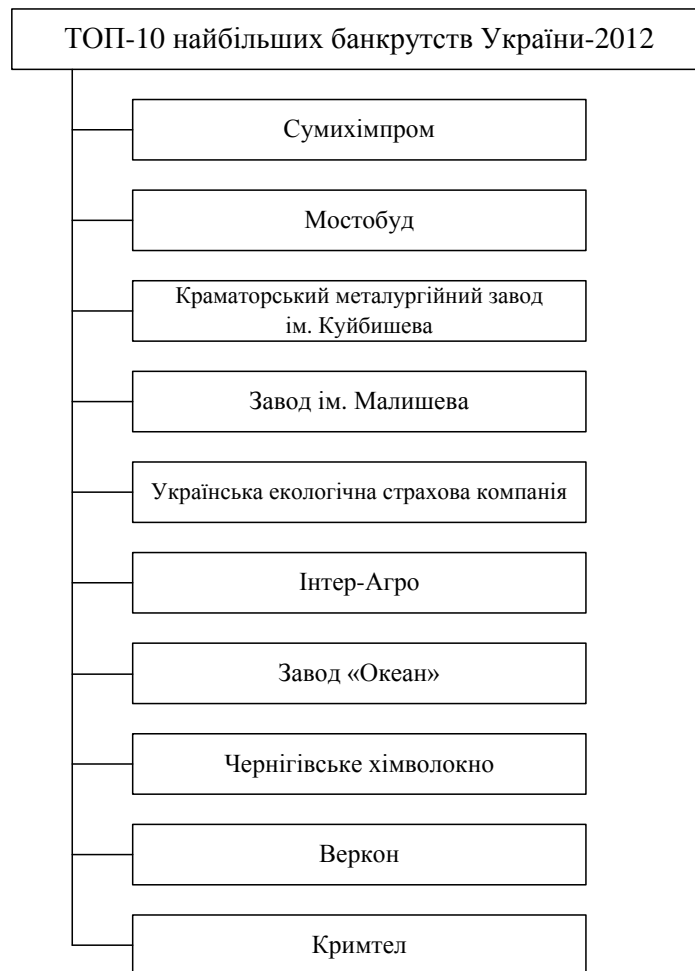 ТОП-10 найбільших банкрутств України-2012
Сумихімпром
Мостобуд
Краматорський металургійний завод
ім. Куйбишева
Завод ім. Малишева
Українська екологічна страхова компанія
Інтер-Агро
Завод «Океан»
Чернігівське хімволокно
Веркон
Кримтел